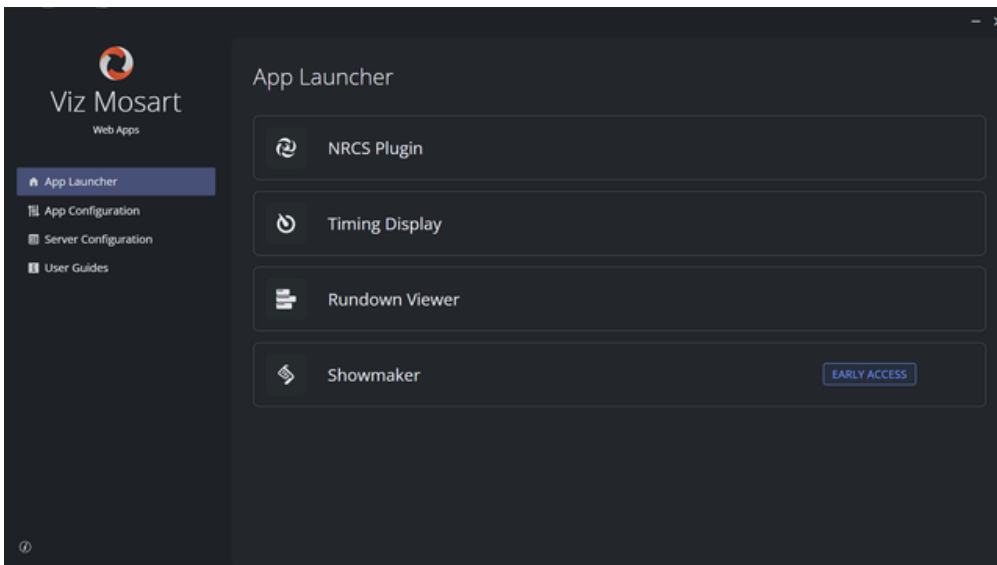 Viz Mosart
Web Apps
App Launcher
App Configuration
Server Configuration
User Guides
App Launcher
NRCS Plugin
Timing Display
Rundown Viewer
Showmaker
EARLY ACCESS